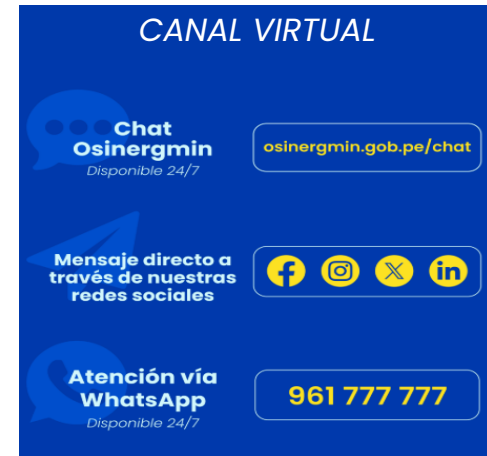 CANAL VIRTUAL
Chat
Osinergmin
Disponible 24/7
osinergmin.gob.pe/chat
Mensaje directo a
través de nuestras
redes sociales
Atención vía
WhatsApp
Disponible 24/7
961 777 777